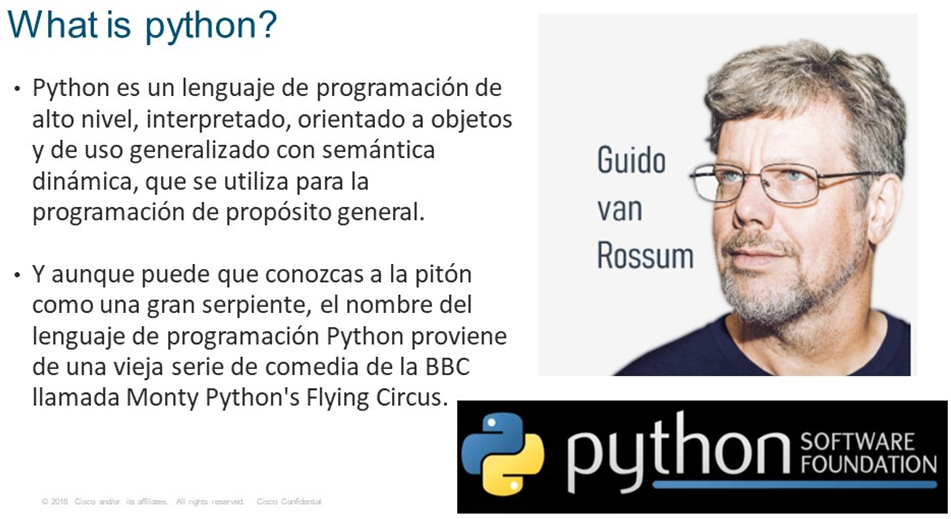 What is python?
• Python es un lenguaje de programación de
alto nivel, interpretado, orientado a objetos
y de uso generalizado con semántica
dinámica, que se utiliza para la
programación de propósito general.
• Y aunque puede que conozcas a la pitón
como una gran serpiente, el nombre del
lenguaje de programación Python proviene
de una vieja serie de comedia de la BBC
llamada Monty Python's Flying Circus.
Guido
van
Rossum
python SOFTWARE
FOUNDATION
© 2018 Cisco and/or its affiliates. All rights reserved. Cisco Confidential